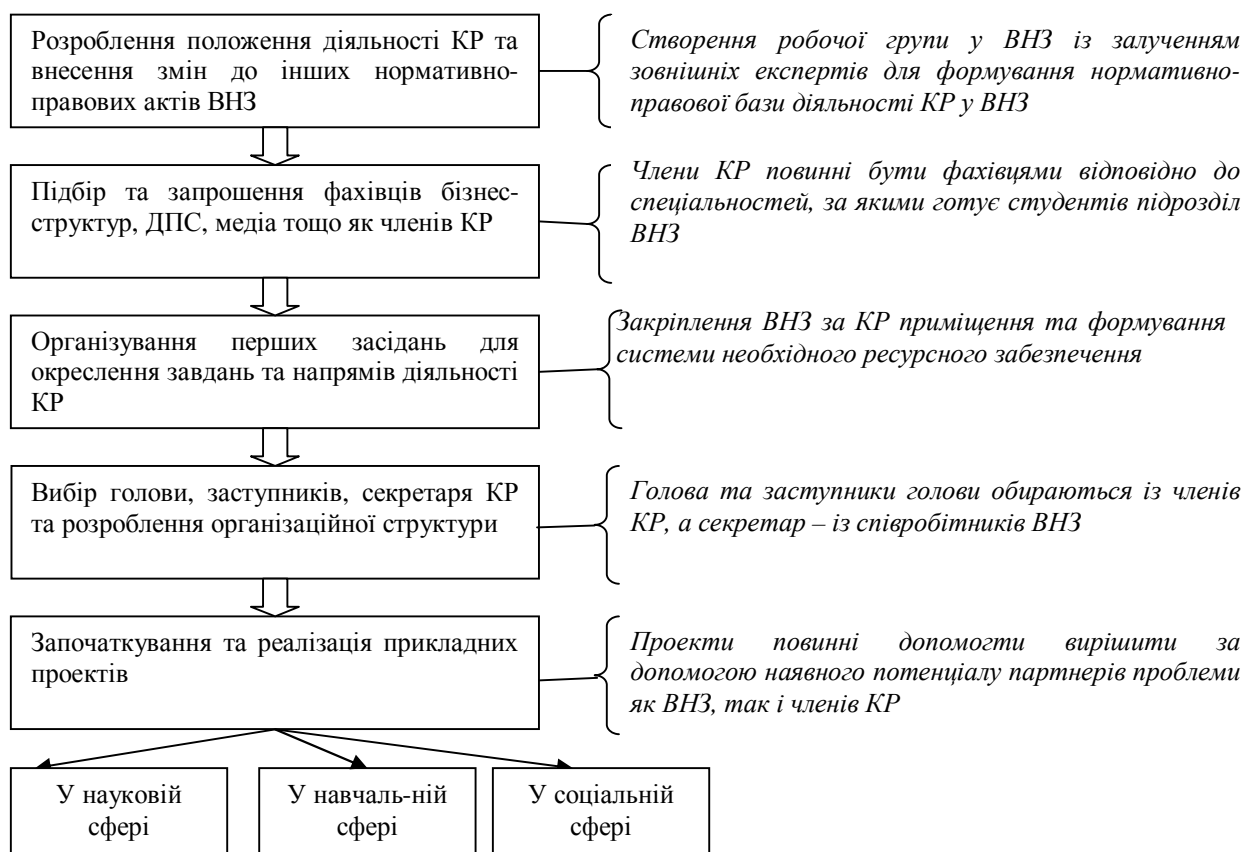 Розроблення положення діяльності КР та
внесення змін до інших нормативно-
правових актів ВНЗ
Створення робочої групи у ВНЗ із залученням
зовнішніх експертів для формування нормативно-
правової бази діяльності КР у ВНЗ
Підбір та запрошення фахівців бізнес-
структур, ДПС, медіа тощо як членів КР
Члени КР повинні бути фахівцями відповідно до
спеціальностей, за якими готує студентів підрозділ
ВНЗ
Організування перших засідань для
окреслення завдань та напрямів діяльності
КР
Закріплення ВНЗ за КР приміщення та формування
системи необхідного ресурсного забезпечення
Вибір голови, заступників, секретаря КР
та розроблення організаційної структури
Голова та заступники голови обираються із членів
КР, а секретар – із співробітників ВНЗ
Започаткування та реалізація прикладних
проектів
Проекти повинні допомогти вирішити за
допомогою наявного потенціалу партнерів проблеми
як ВНЗ, так і членів КР
У науковій
сфері
У навчаль-ній
сфері
У соціальній
сфері